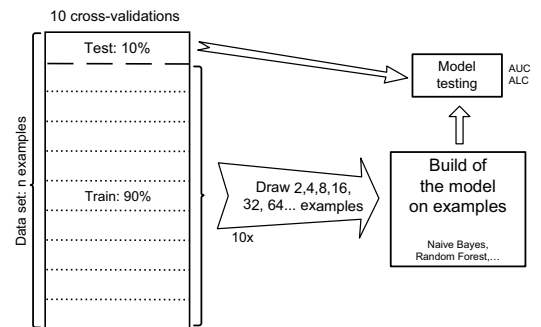 10 cross-validations
Test: 10%
Data set: n examples
Train: 90%
Draw 2,4,8,16,
32, 64... examples
10x
Model
testing
AUC
ALC
Build of
the model
on examples
Naive Bayes,
Random Forest,...